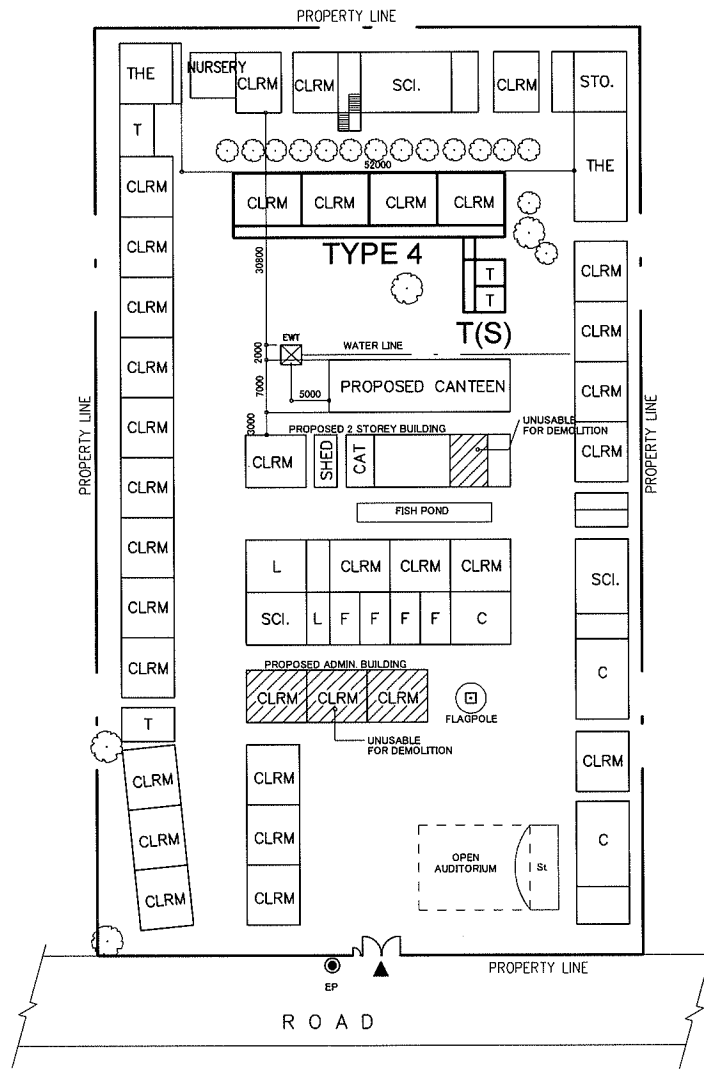 PROPERTY LINE
THE
NURSERY
CLRM
CLRM
SCI.
CLRM
STO.
T
52000
THE
CLRM
CLRM
CLRM
CLRM
CLRM
TYPE 4
CLRM
CLRM
30800
T
T
T(S)
CLRM
CLRM
EWT
WATER LINE
2000
7000
5000
PROPOSED CANTEEN
CLRM
CLRM
3000
PROPOSED 2 STOREY BUILDING
UNUSABLE
FOR DEMOLITION
PROPERTY LINE
PROPERTY LINE
CLRM
CLRM
SHED
CAT
CLRM
CLRM
FISH POND
CLRM
L
CLRM
CLRM
CLRM
SCI.
CLRM
SCI.
L
F
F
F
F
C
CLRM
PROPOSED ADMIN. BUILDING
CLRM
CLRM
CLRM
C
T
FLAGPOLE
UNUSABLE
FOR DEMOLITION
CLRM
CLRM
CLRM
CLRM
CLRM
C
OPEN
AUDITORIUM
St.
CLRM
CLRM
PROPERTY LINE
EP
ROAD